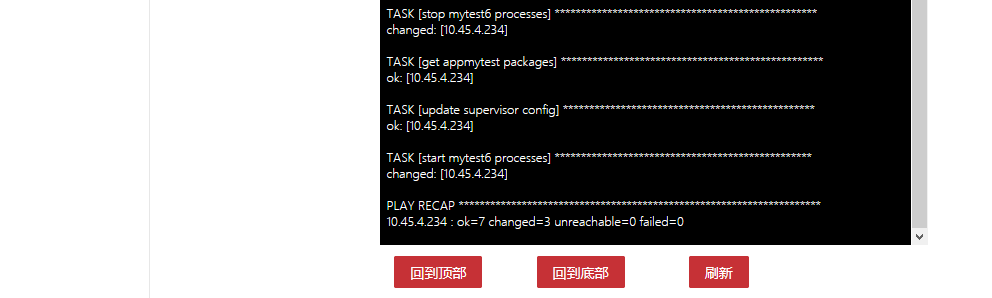 TASK [stop mytest6 processes] **************************************************
changed: [10.45.4.234]
TASK [get appmytest packages] **************************************************
ok: [10.45.4.234]
TASK [update supervisor config] ************************************************
ok: [10.45.4.234]
TASK [start mytest6 processes] *************************************************
changed: [10.45.4.234]
PLAY RECAP *********************************************************************
10.45.4.234 : ok=7 changed=3 unreachable=0 failed=0
回到顶部 回到底部 刷新